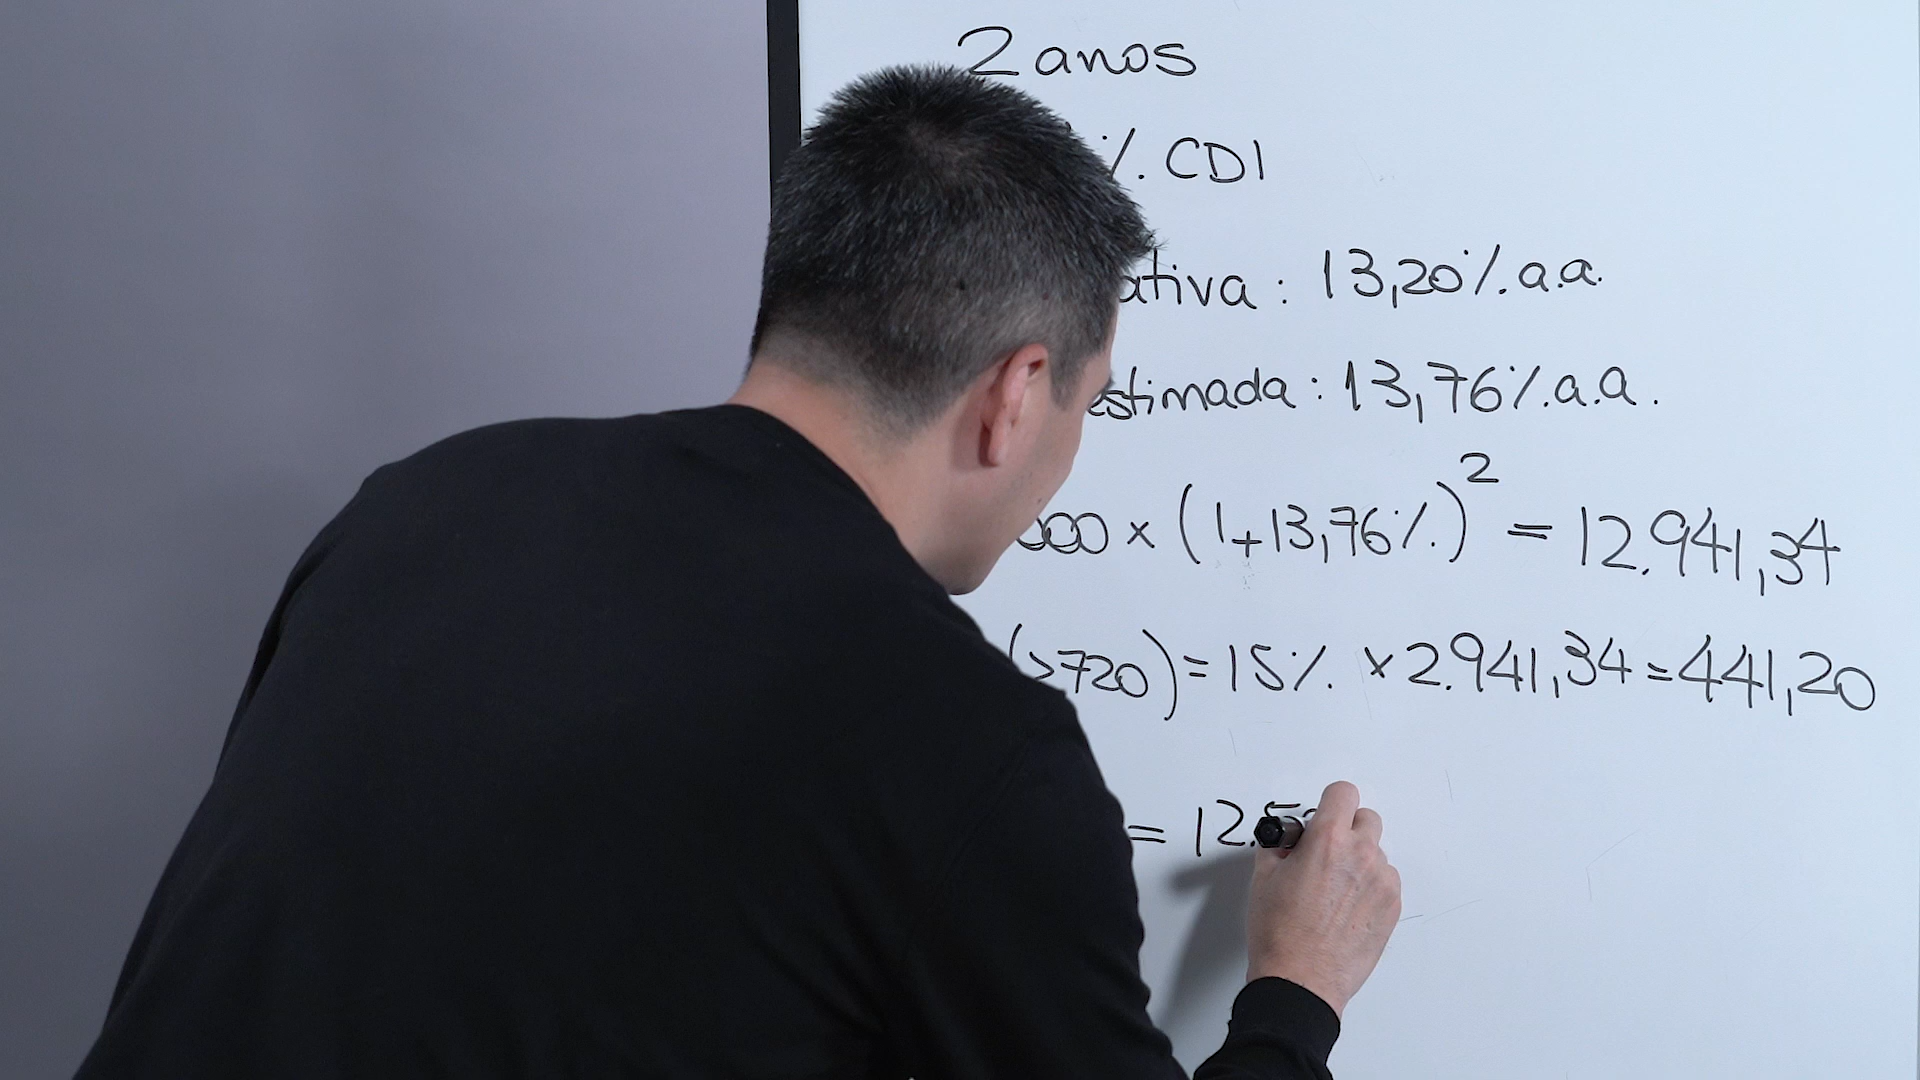 2 anos
%. CDI
ativa : 13,20%.a.a.
estimada : 13,76%.a.a.
000 x (1+13,76%.)² = 12.941,34
(>720) = 15%. x 2.941,34 = 441,20
= 12.5